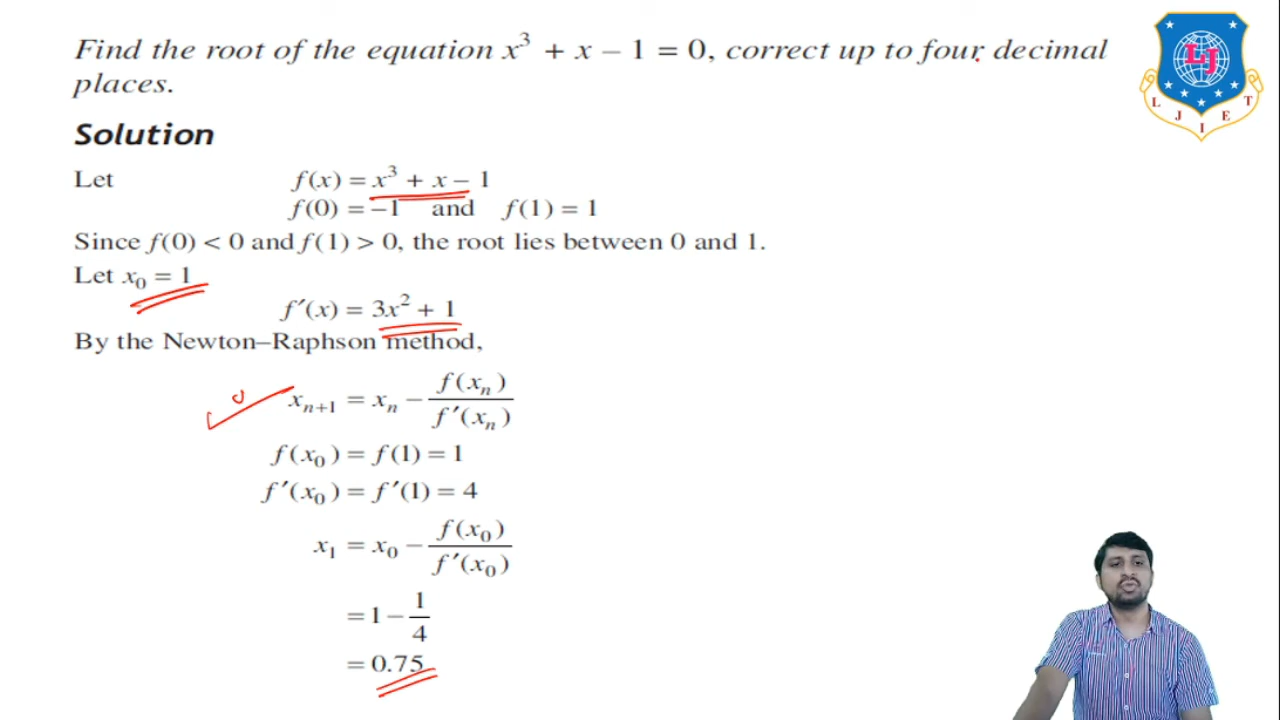 Find the root of the equation x³ + x − 1 = 0, correct up to four decimal
places.
Solution
Let f(x) = x³ + x − 1
f(0) = −1 and f(1) = 1
Since f(0) < 0 and f(1) > 0, the root lies between 0 and 1.
Let x₀ = 1
f′(x) = 3x² + 1
By the Newton–Raphson method,
xₙ₊₁ = xₙ − f(xₙ)/f′(xₙ)
f(x₀) = f(1) = 1
f′(x₀) = f′(1) = 4
x₁ = x₀ − f(x₀)/f′(x₀)
= 1 − 1/4
= 0.75
LJ
L J I E T